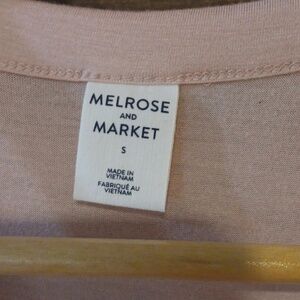 MELROSE
AND
MARKET
S
MADE IN
VIETNAM
FABRIQUÉ AU
VIETNAM